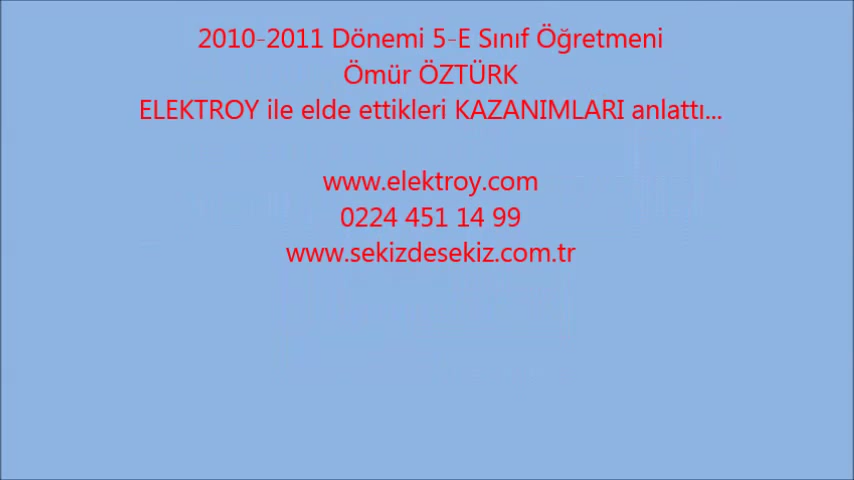 2010-2011 Dönemi 5-E Sınıf Öğretmeni
Ömür ÖZTÜRK
ELEKTROY ile elde ettikleri KAZANIMLARI anlattı...
www.elektroy.com
0224 451 14 99
www.sekizdesekiz.com.tr